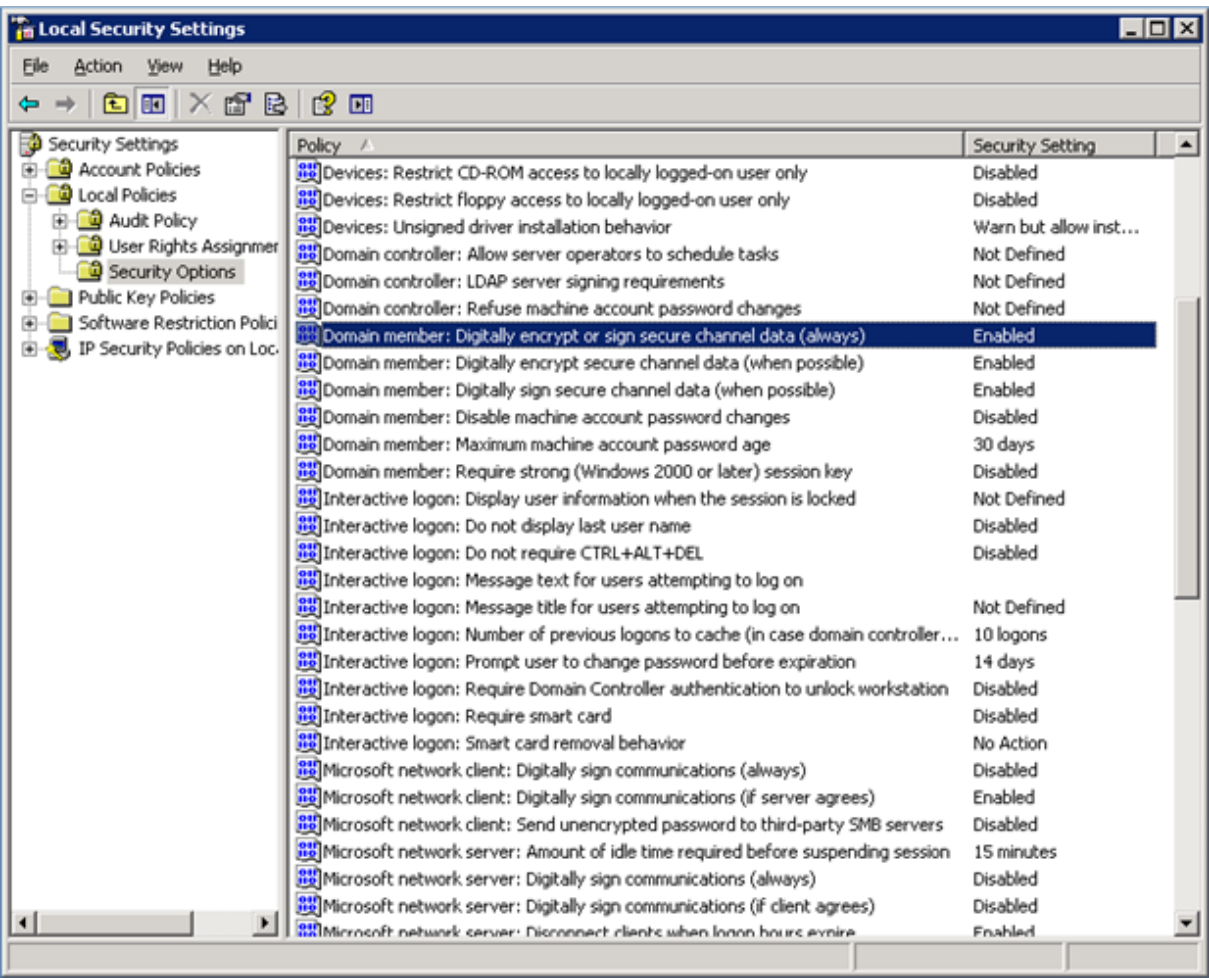 Local Security Settings
File Action View Help
Security Settings
Account Policies
Local Policies
Audit Policy
User Rights Assignmen
Security Options
Public Key Policies
Software Restriction Polici
IP Security Policies on Loc
Policy Security Setting
Devices: Restrict CD-ROM access to locally logged-on user only Disabled
Devices: Restrict floppy access to locally logged-on user only Disabled
Devices: Unsigned driver installation behavior Warn but allow inst...
Domain controller: Allow server operators to schedule tasks Not Defined
Domain controller: LDAP server signing requirements Not Defined
Domain controller: Refuse machine account password changes Not Defined
Domain member: Digitally encrypt or sign secure channel data (always) Enabled
Domain member: Digitally encrypt secure channel data (when possible) Enabled
Domain member: Digitally sign secure channel data (when possible) Enabled
Domain member: Disable machine account password changes Disabled
Domain member: Maximum machine account password age 30 days
Domain member: Require strong (Windows 2000 or later) session key Disabled
Interactive logon: Display user information when the session is locked Not Defined
Interactive logon: Do not display last user name Disabled
Interactive logon: Do not require CTRL+ALT+DEL Disabled
Interactive logon: Message text for users attempting to log on
Interactive logon: Message title for users attempting to log on Not Defined
Interactive logon: Number of previous logons to cache (in case domain controller... 10 logons
Interactive logon: Prompt user to change password before expiration 14 days
Interactive logon: Require Domain Controller authentication to unlock workstation Disabled
Interactive logon: Require smart card Disabled
Interactive logon: Smart card removal behavior No Action
Microsoft network client: Digitally sign communications (always) Disabled
Microsoft network client: Digitally sign communications (if server agrees) Enabled
Microsoft network client: Send unencrypted password to third-party SMB servers Disabled
Microsoft network server: Amount of idle time required before suspending session 15 minutes
Microsoft network server: Digitally sign communications (always) Disabled
Microsoft network server: Digitally sign communications (if client agrees) Disabled
Microsoft network server: Disconnect clients when logon hours expire Enabled